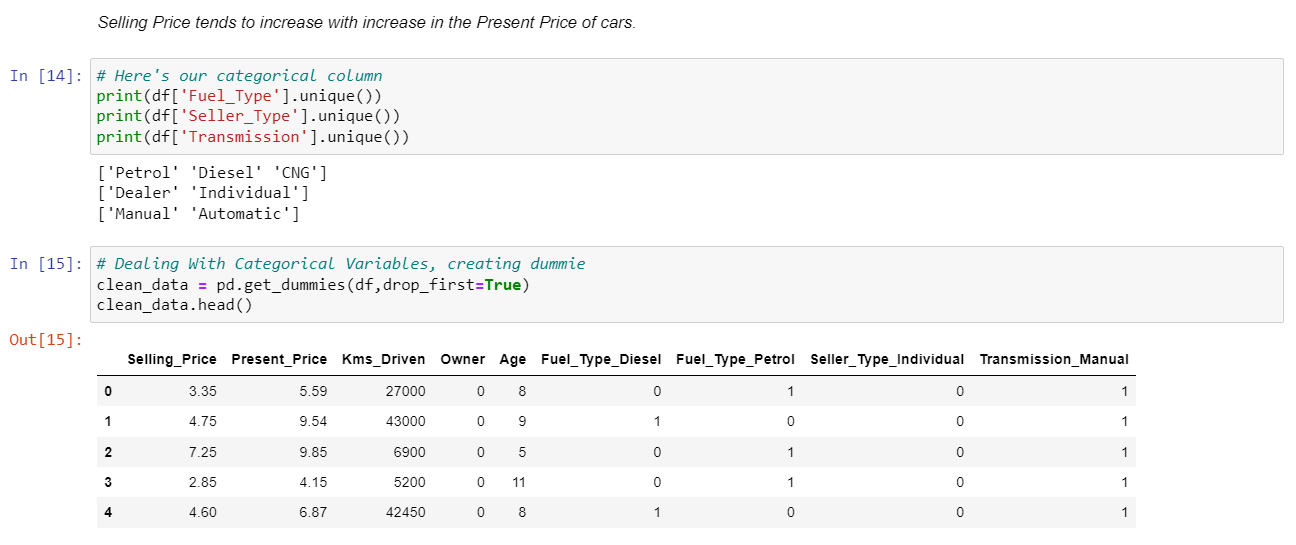 Selling Price tends to increase with increase in the Present Price of cars.
In [14]: # Here's our categorical column
print(df['Fuel_Type'].unique())
print(df['Seller_Type'].unique())
print(df['Transmission'].unique())
['Petrol' 'Diesel' 'CNG']
['Dealer' 'Individual']
['Manual' 'Automatic']
In [15]: # Dealing With Categorical Variables, creating dummie
clean_data = pd.get_dummies(df,drop_first=True)
clean_data.head()
Out[15]:
Selling_Price Present_Price Kms_Driven Owner Age Fuel_Type_Diesel Fuel_Type_Petrol Seller_Type_Individual Transmission_Manual
0 3.35 5.59 27000 0 8 0 1 0 1
1 4.75 9.54 43000 0 9 1 0 0 1
2 7.25 9.85 6900 0 5 0 1 0 1
3 2.85 4.15 5200 0 11 0 1 0 1
4 4.60 6.87 42450 0 8 1 0 0 1